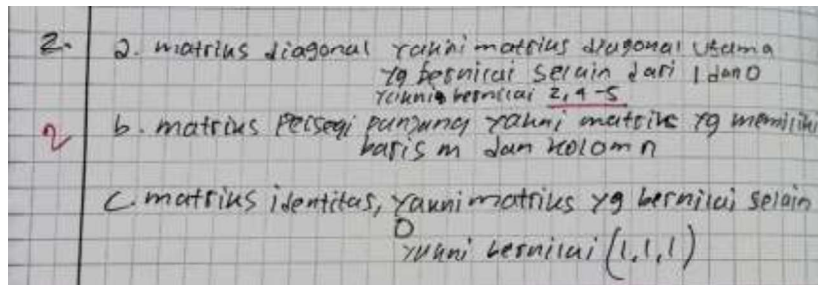 2. a. matriks diagonal yakni matriks diagonal utama
yg bernilai selain dari 1 dan 0
yakni bernilai 2, 4 -5
2 b. matriks persegi panjang yakni matriks yg memiliki
baris m dan kolom n
c. matriks identitas, yakni matriks yg bernilai selain
0
yakni bernilai (1,1,1)